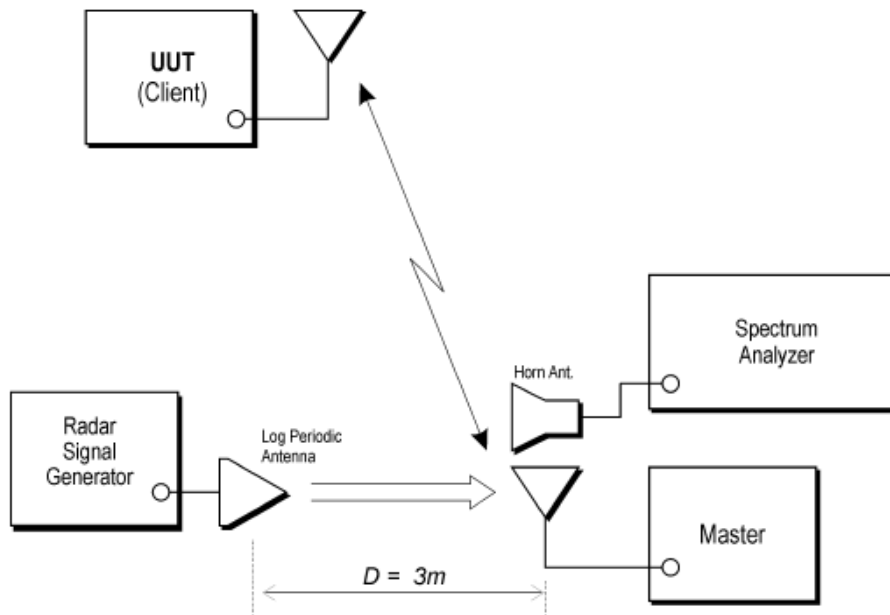 UUT
(Client)
Spectrum
Analyzer
Horn Ant.
Radar
Signal
Generator
Log Periodic
Antenna
Master
D = 3m